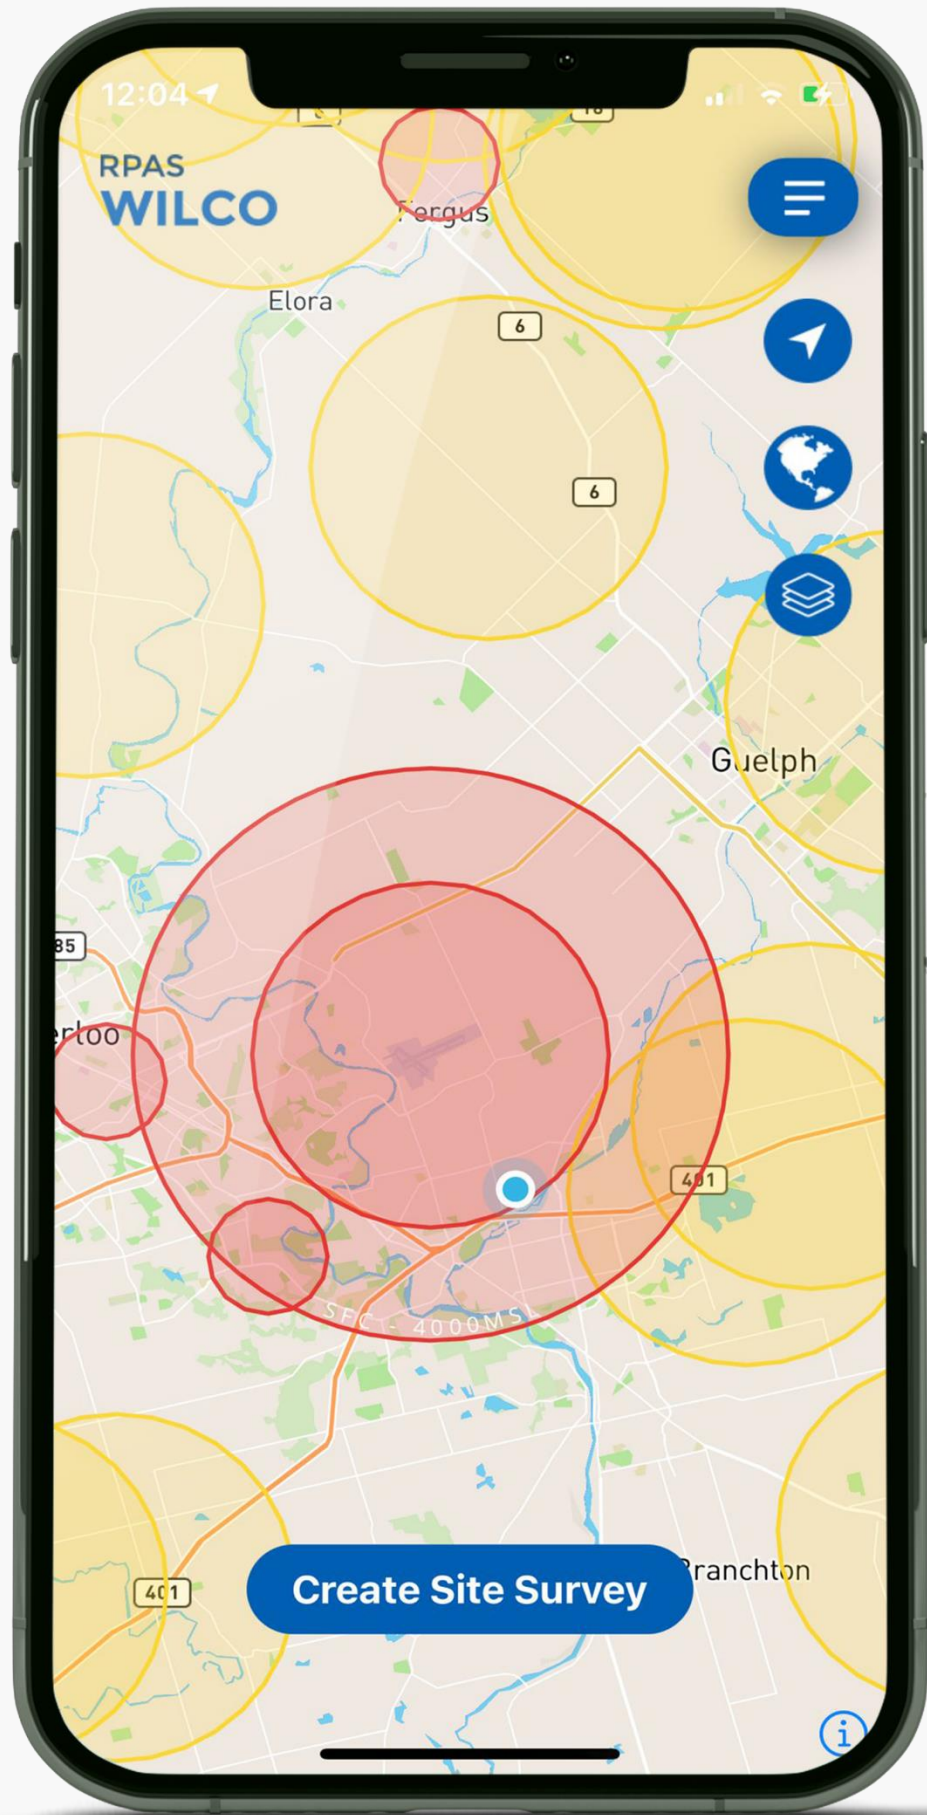 12:04
RPAS
WILCO
Fergus
Elora
6
6
Guelph
85
erloo
401
SFC - 4000MSL
Branchton
401
Create Site Survey
i